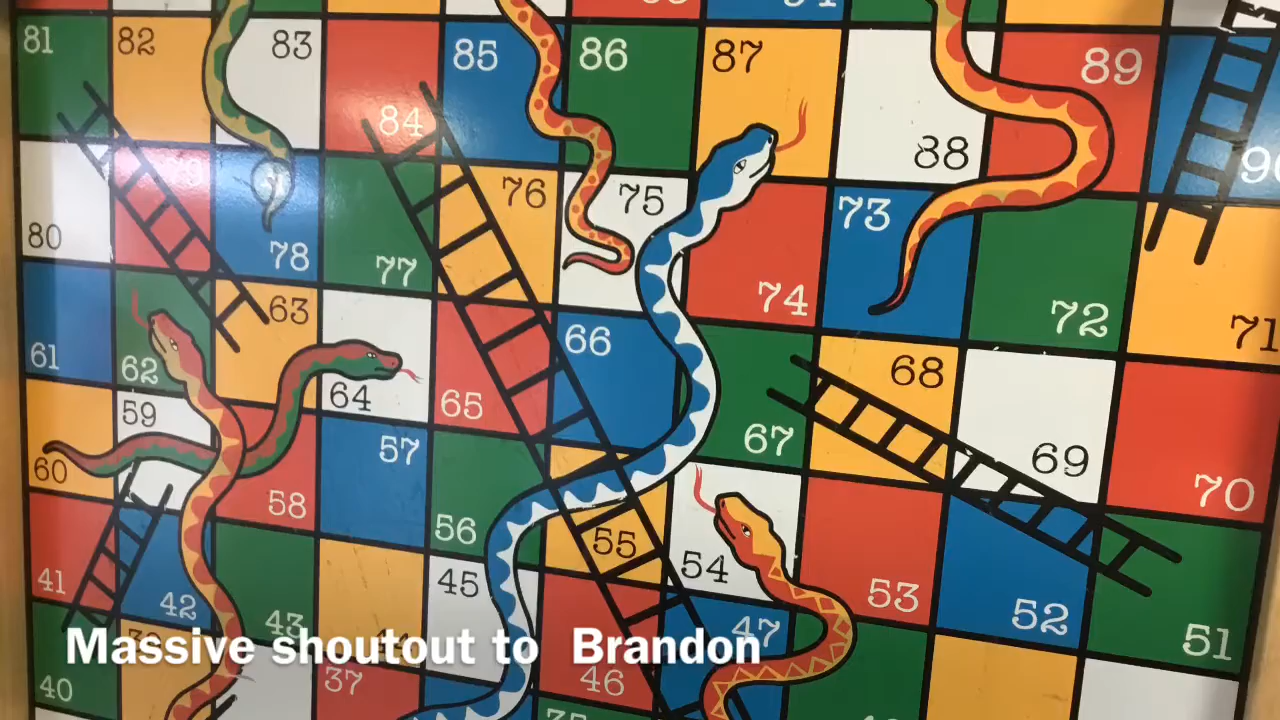 81 82 83 84 85 86 87 88 89
80 78 77 76 75 74 73 72 71
61 62 63 64 65 66 67 68 69 70
60 59 58 57 56 55 54 53 52 51
41 42 43 45 46 47
40 37
Massive shoutout to Brandon